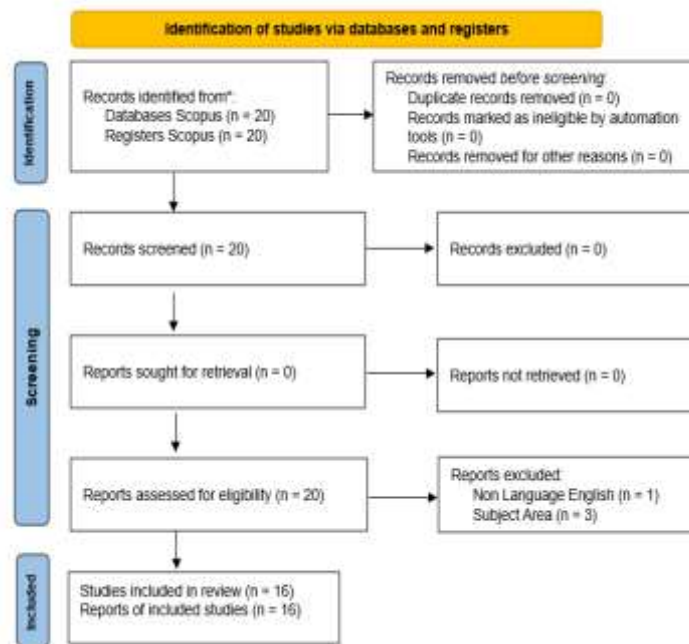 Identification of studies via databases and registers
Identification
Records identified from*:
Databases Scopus (n = 20)
Registers Scopus (n = 20)
Records removed before screening:
Duplicate records removed (n = 0)
Records marked as ineligible by automation
tools (n = 0)
Records removed for other reasons (n = 0)
Screening
Records screened (n = 20)
Records excluded (n = 0)
Reports sought for retrieval (n = 0)
Reports not retrieved (n = 0)
Reports assessed for eligibility (n = 20)
Reports excluded:
Non Language English (n = 1)
Subject Area (n = 3)
Included
Studies included in review (n = 16)
Reports of included studies (n = 16)